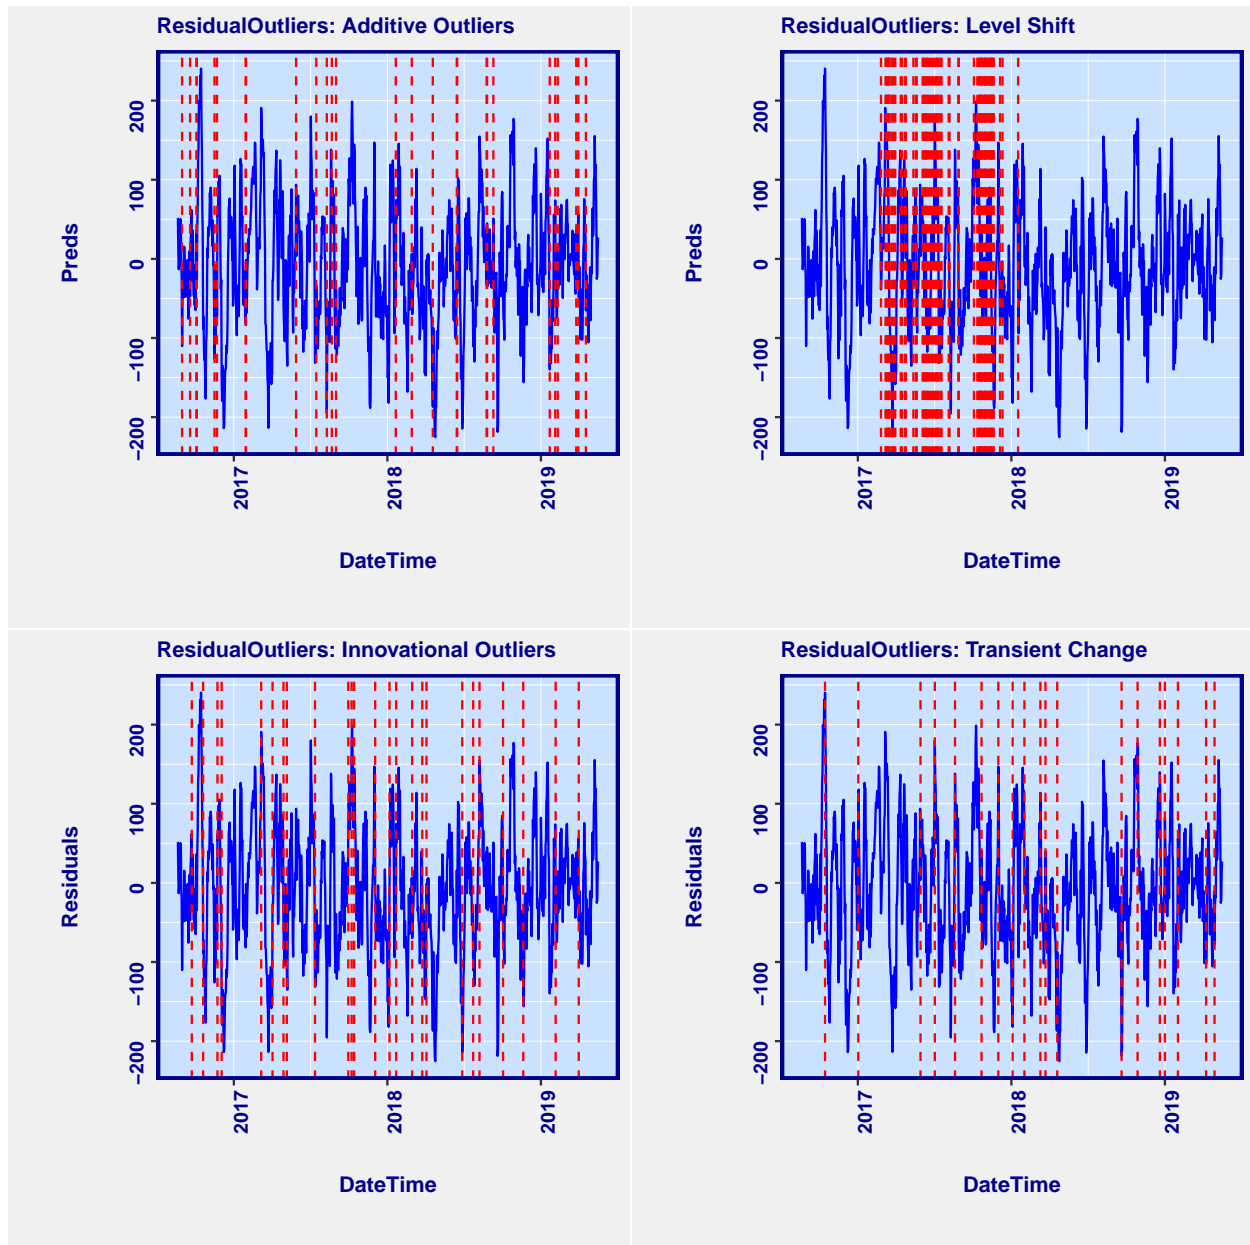 ResidualOutliers: Additive Outliers
Preds
200
100
0
−100
−200
2017
2018
2019
DateTime
ResidualOutliers: Level Shift
Preds
200
100
0
−100
−200
2017
2018
2019
DateTime
ResidualOutliers: Innovational Outliers
Residuals
200
100
0
−100
−200
2017
2018
2019
DateTime
ResidualOutliers: Transient Change
Residuals
200
100
0
−100
−200
2017
2018
2019
DateTime